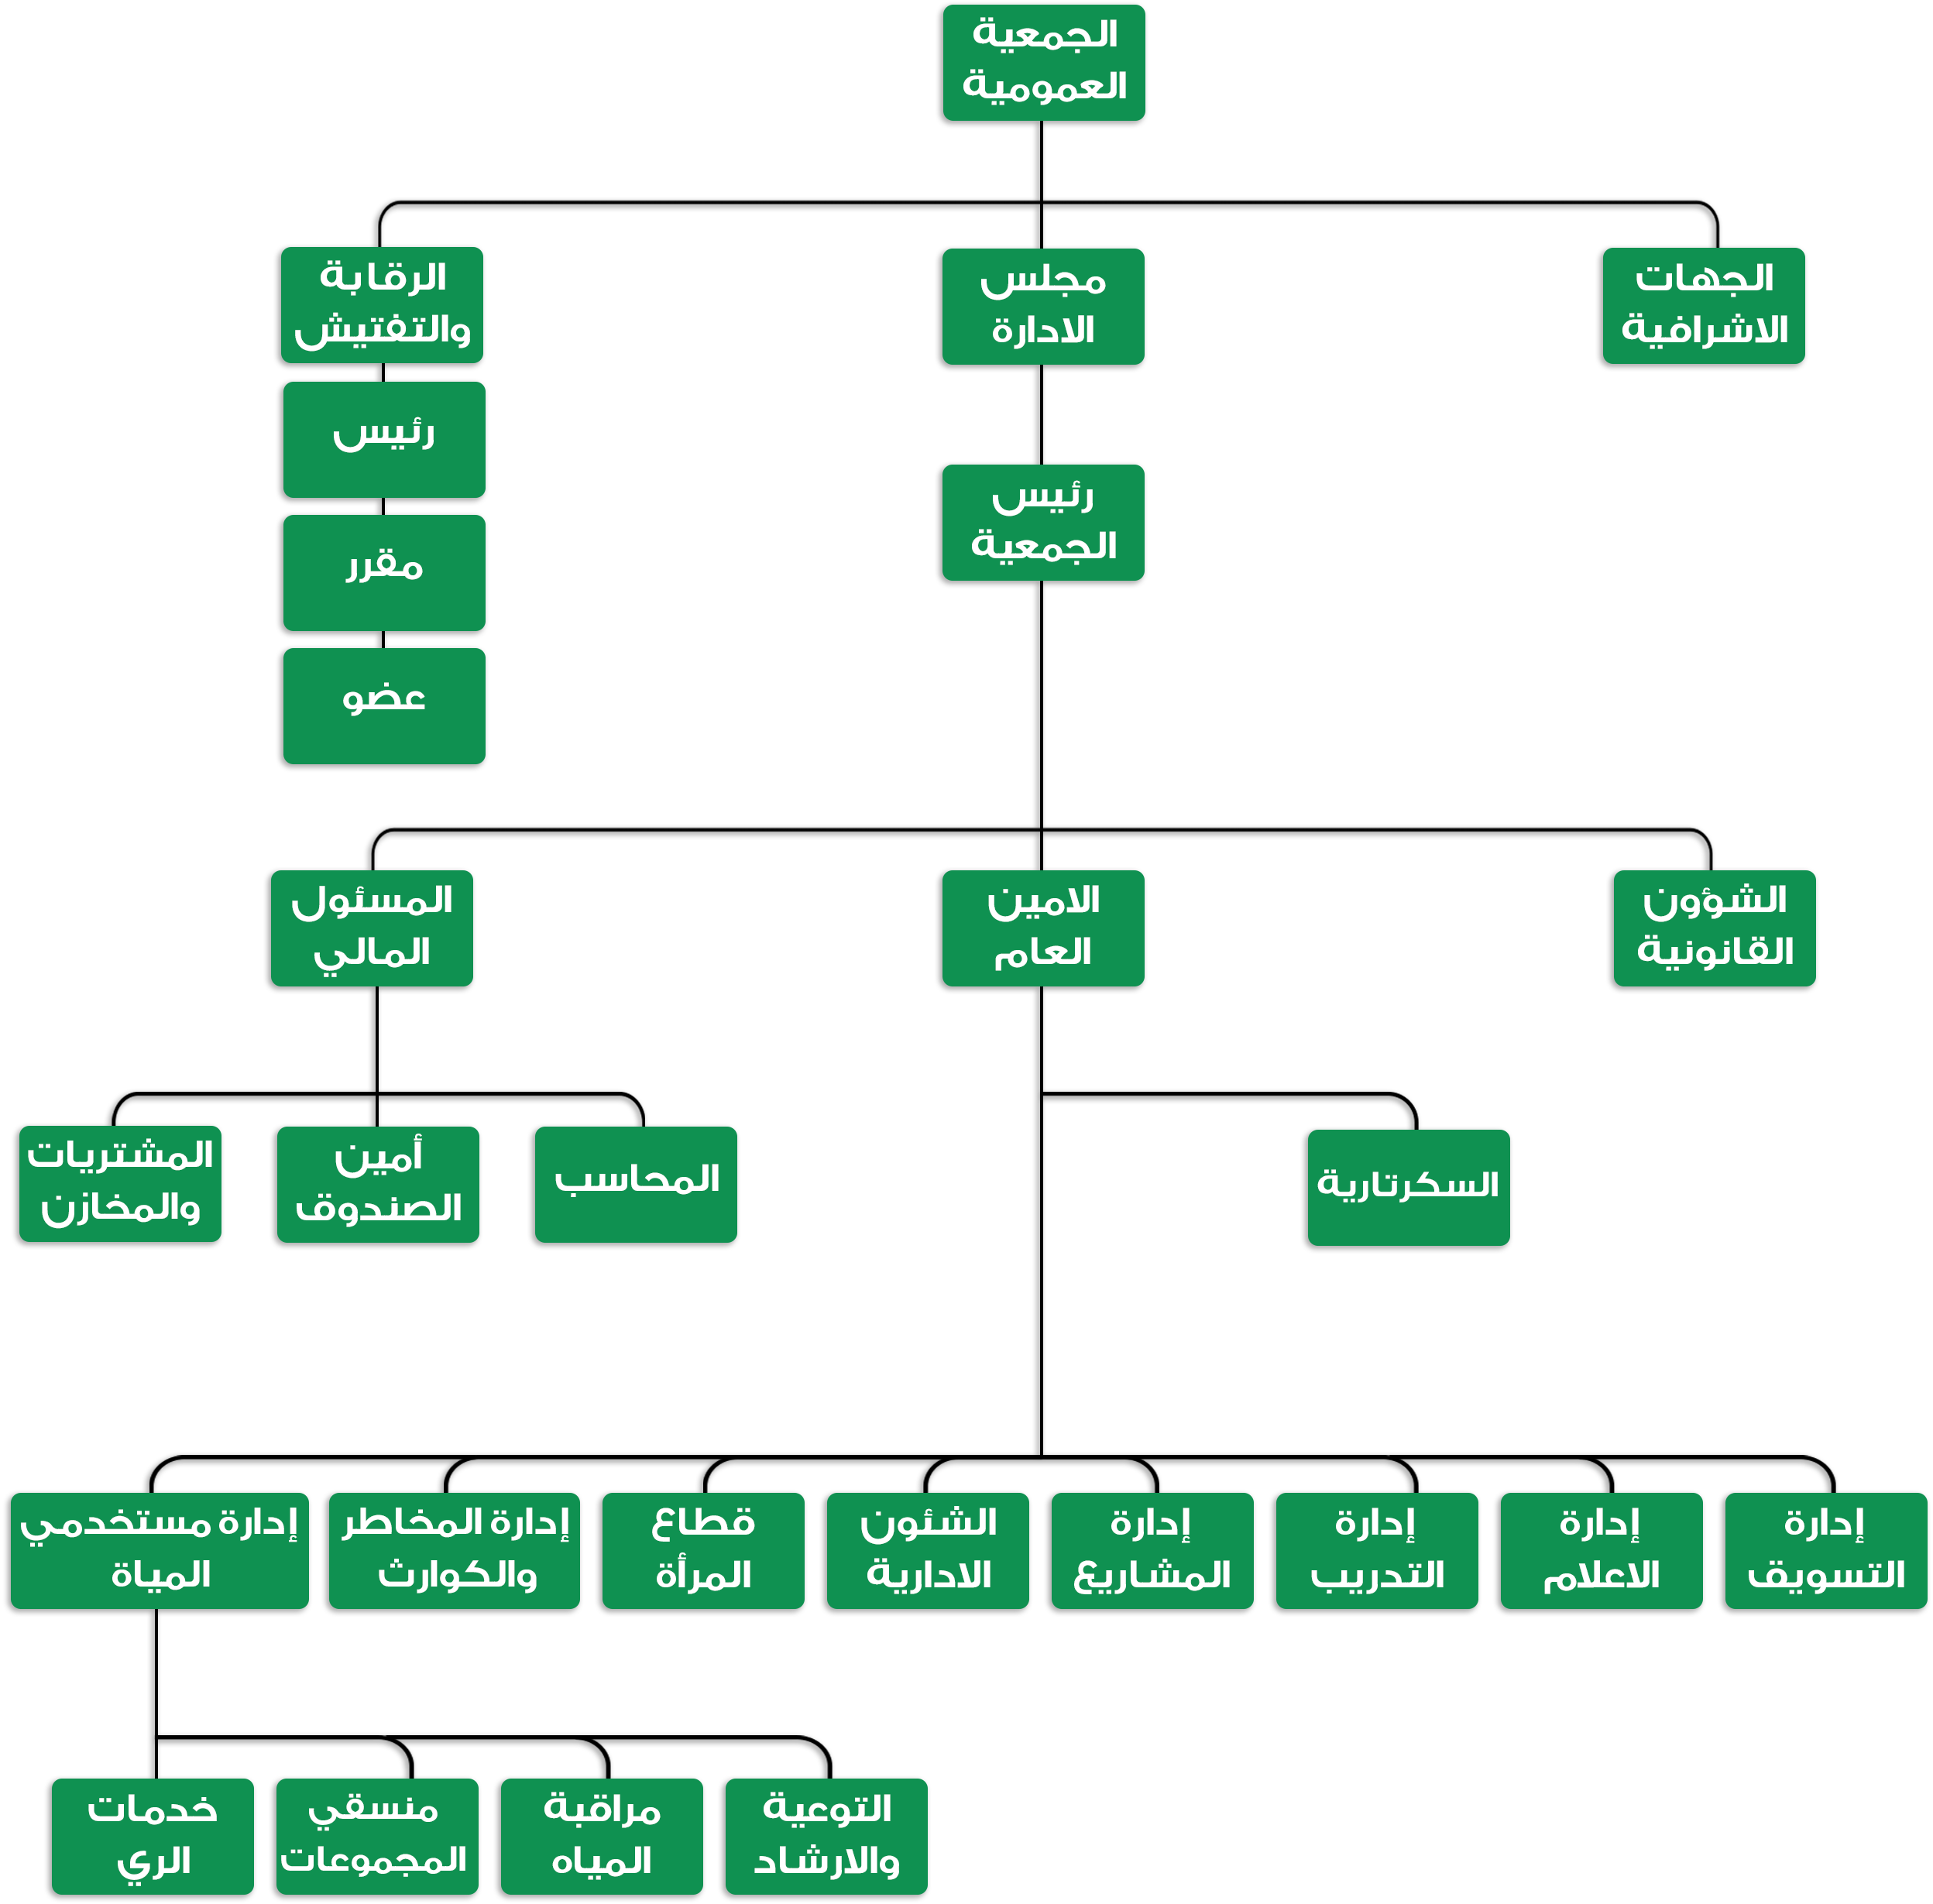 الجمعية
العمومية
الجهات
الاشرافية
مجلس
الادارة
الرقابة
والتفتيش
رئيس
مقرر
عضو
رئيس
الجمعية
الشؤون
القانونية
الامين
العام
المسئول
المالي
السكرتارية
المحاسب
أمين
الصندوق
المشتريات
والمخازن
إدارة
التسويق
إدارة
الاعلام
إدارة
التدريب
إدارة
المشاريع
الشئون
الادارية
قطاع
المرأة
إدارة المخاطر
والكوارث
إدارة مستخدمي
المياة
التوعية
والارشاد
مراقبة
المياه
منسقي
المجموعات
خدمات
الري